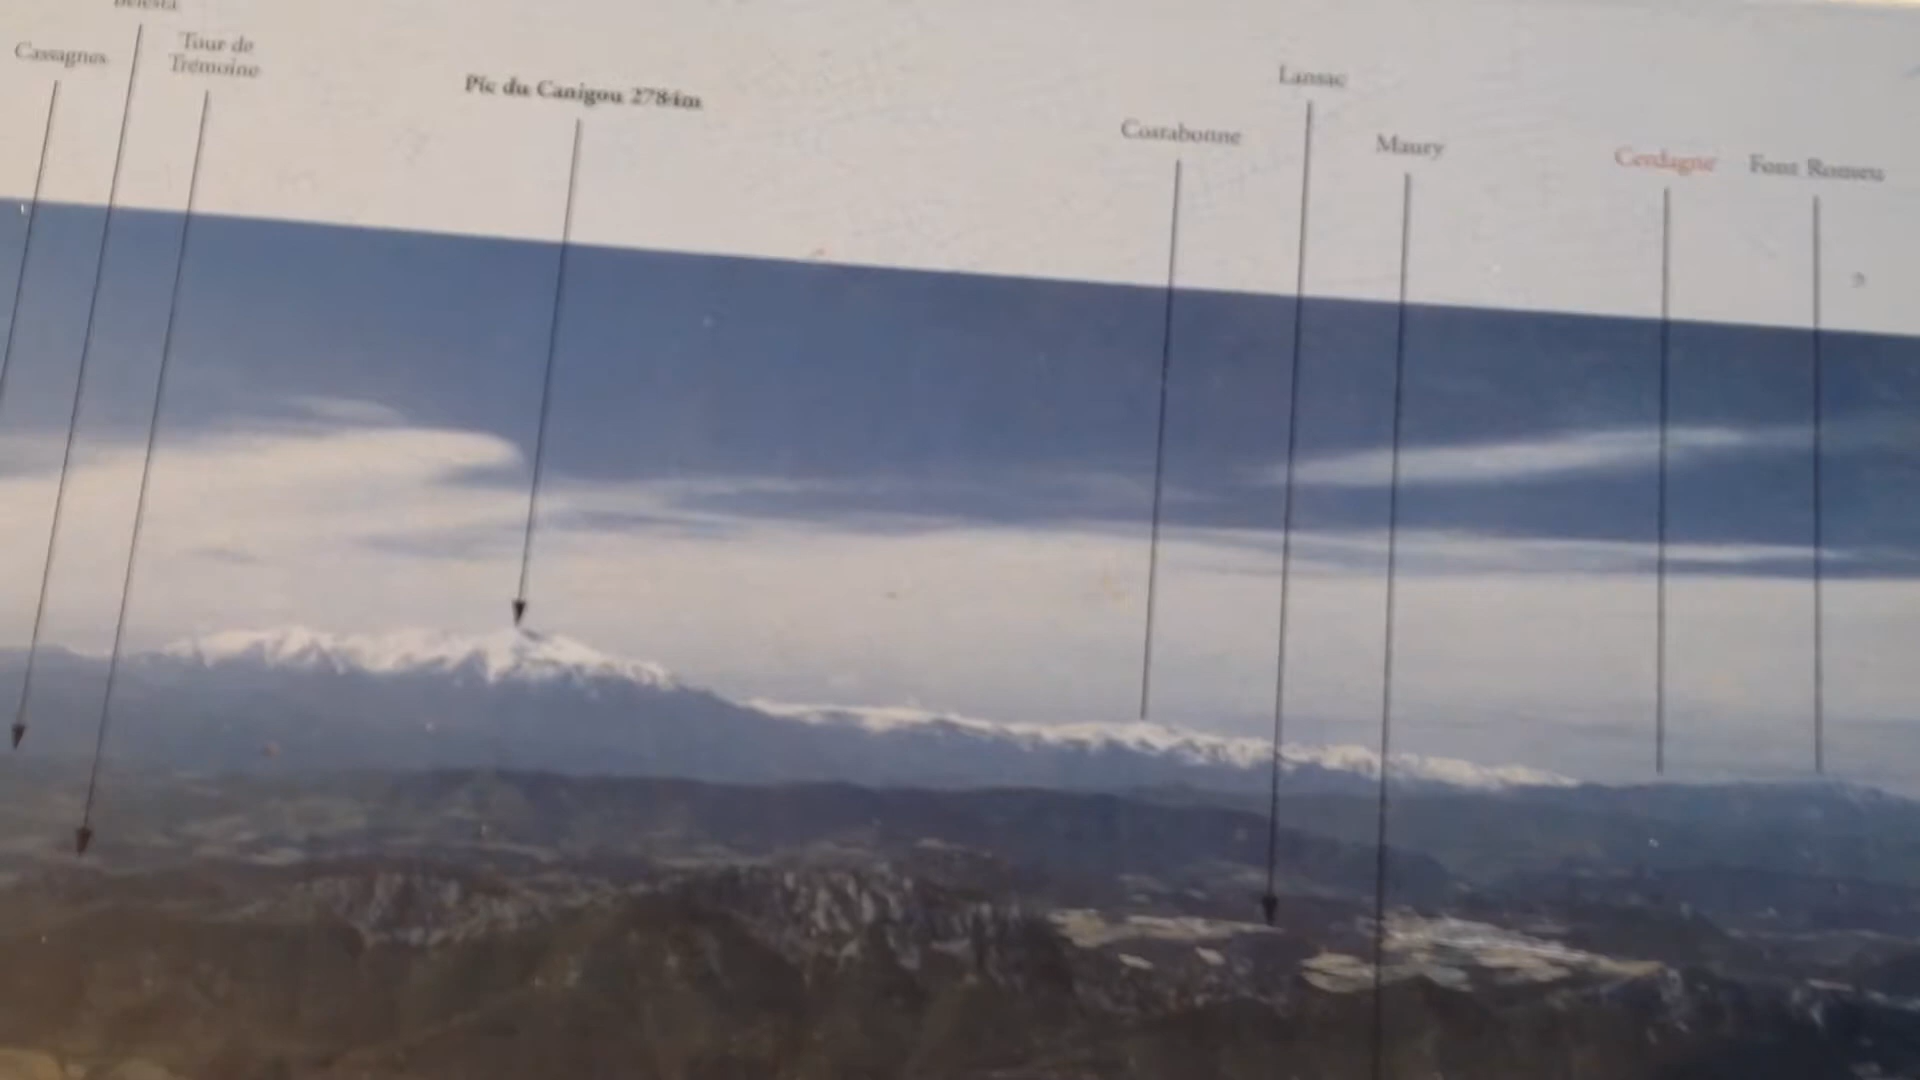 Cassagnes
Tour de
Trémoine
Pic du Canigou 2784m
Costabonne
Lansac
Maury
Cerdagne
Font Romeu